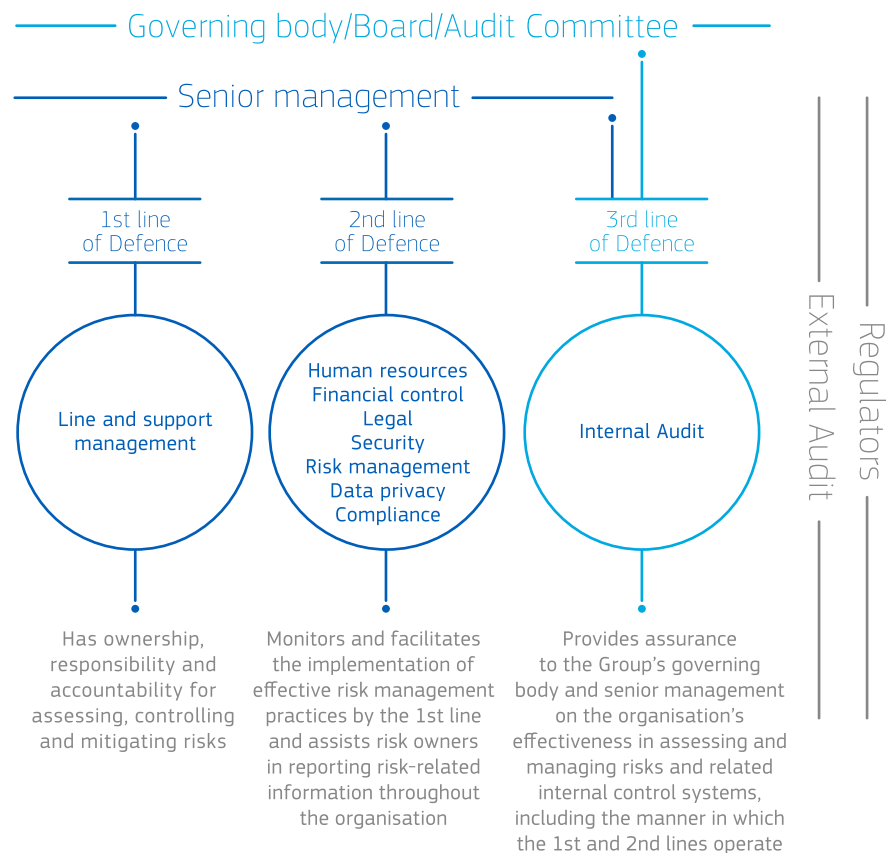 Governing body/Board/Audit Committee
Senior management
1st line
of Defence
2nd line
of Defence
3rd line
of Defence
Line and support
management
Human resources
Financial control
Legal
Security
Risk management
Data privacy
Compliance
Internal Audit
Has ownership,
responsibility and
accountability for
assessing, controlling
and mitigating risks
Monitors and facilitates
the implementation of
effective risk management
practices by the 1st line
and assists risk owners
in reporting risk-related
information throughout
the organisation
Provides assurance
to the Group's governing
body and senior management
on the organisation's
effectiveness in assessing and
managing risks and related
internal control systems,
including the manner in which
the 1st and 2nd lines operate
External Audit
Regulators